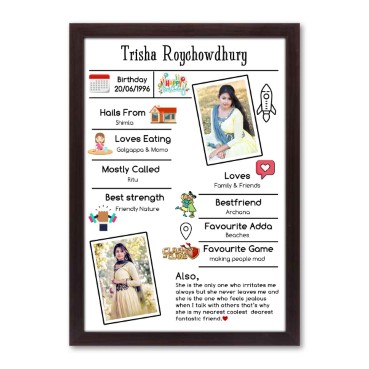 Trisha Roychowdhury
Birthday
20/06/1996
Hails From
Shimla
Loves Eating
Golgappa & Momo
Mostly Called
Ritu
Best strength
Friendly Nature
Loves
Family & Friends
Bestfriend
Archana
Favourite Adda
Beaches
Favourite Game
making people mad
Also,
She is the only one who irritates me
always but she never leaves me and
she is the one who feels jealous
when I talk with others that's why
she is my nearest coolest dearest
fantastic friend.❤